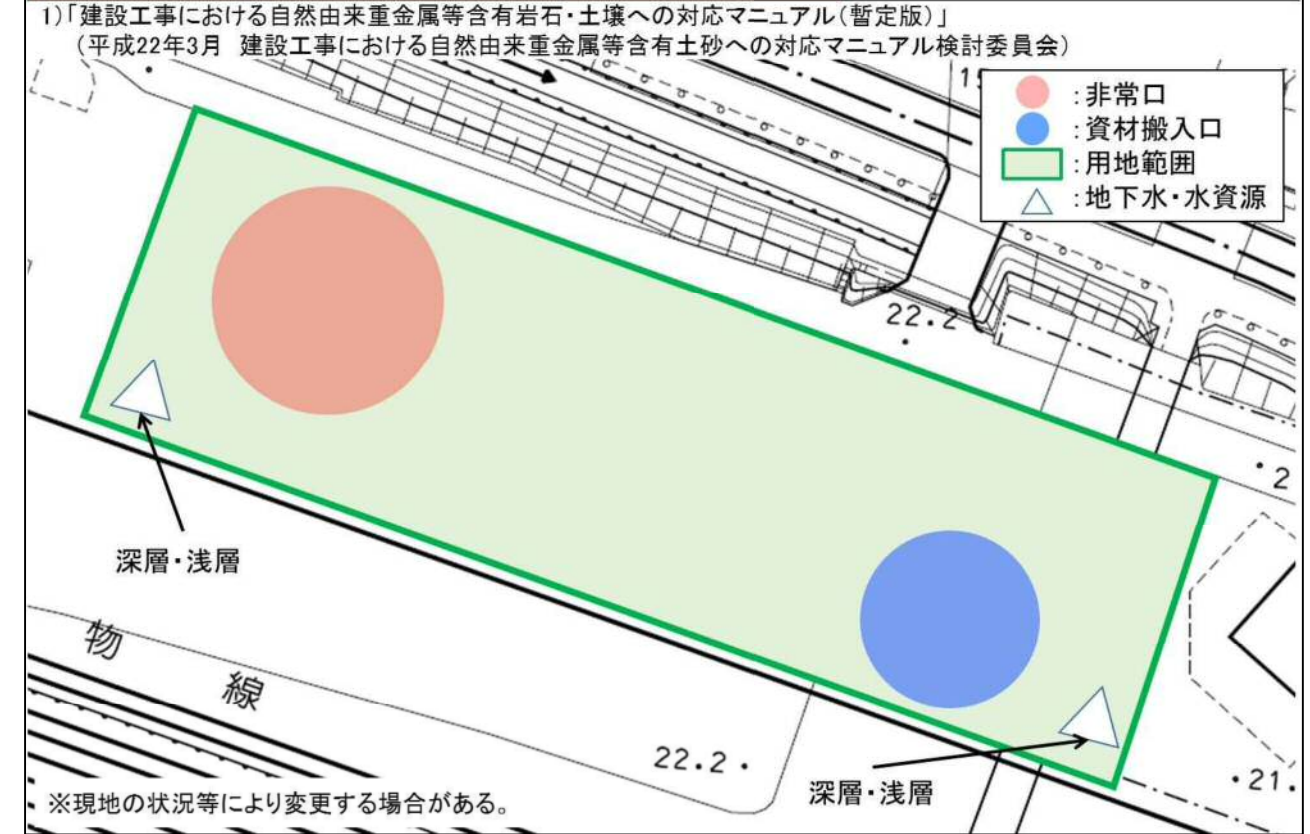 1)「建設工事における自然由来重金属等含有岩石・土壌への対応マニュアル(暫定版)」
(平成22年3月 建設工事における自然由来重金属等含有土砂への対応マニュアル検討委員会)
:非常口
:資材搬入口
:用地範囲
:地下水・水資源
22.2
深層・浅層
物線
22.2
深層・浅層
※現地の状況等により変更する場合がある。